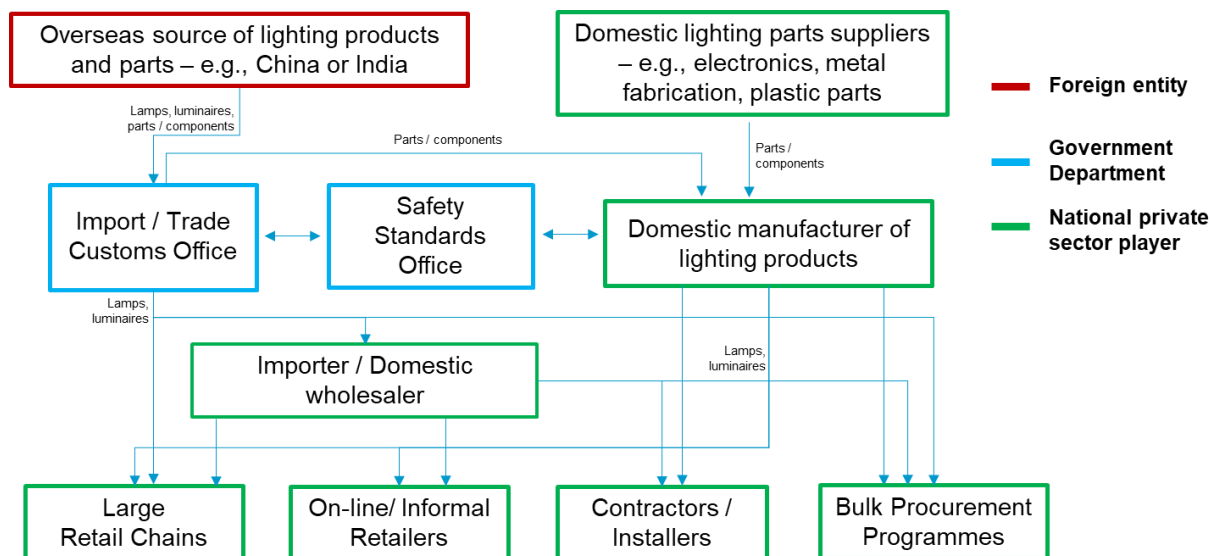 Overseas source of lighting products
and parts – e.g., China or India
Domestic lighting parts suppliers
– e.g., electronics, metal
fabrication, plastic parts
Foreign entity
Government
Department
National private
sector player
Lamps, luminaires,
parts / components
Parts / components
Parts /
components
Import / Trade
Customs Office
Safety
Standards
Office
Domestic manufacturer of
lighting products
Lamps,
luminaires
Importer / Domestic
wholesaler
Lamps,
luminaires
Large
Retail Chains
On-line/ Informal
Retailers
Contractors /
Installers
Bulk Procurement
Programmes